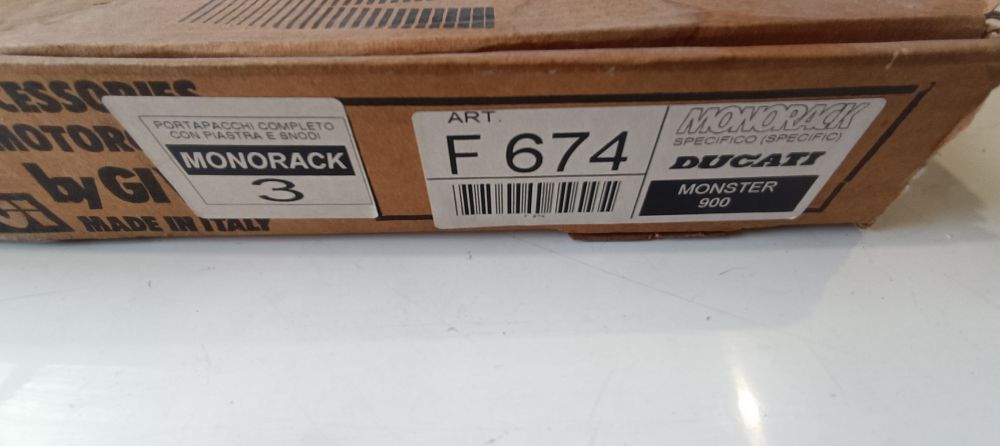 CESSORIES
MOTOR
by GI
MADE IN ITALY
PORTAPACCHI COMPLETO
CON PIASTRA E SNODI
MONORACK
3
ART.
F 674
MONORACK
SPECIFICO (SPECIFIC)
DUCATI
MONSTER
900